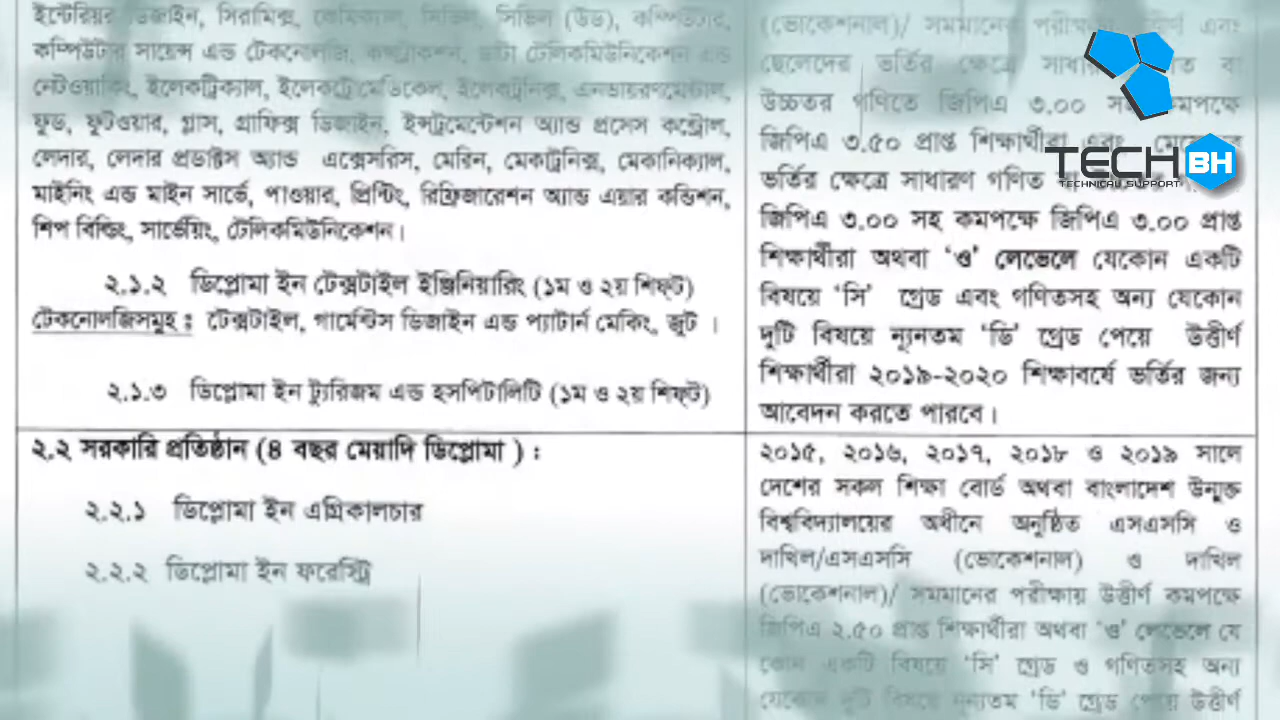 ইন্টেরিয়র ডিজাইন, সিরামিক্স, কেমিক্যাল, সিভিল, সিভিল (উড), কম্পিউটার,
কম্পিউটার সায়েন্স এন্ড টেকনোলজি, কন্সট্রাকশন, ডাটা টেলিকমিউনিকেশন এন্ড
নেটওয়ার্কিং, ইলেকট্রিক্যাল, ইলেকট্রোমেডিকেল, ইলেকট্রনিক্স, এনভায়রনমেন্টাল,
ফুড, ফুটওয়ার, গ্লাস, গ্রাফিক্স ডিজাইন, ইন্সট্রুমেন্টেশন অ্যান্ড প্রসেস কন্ট্রোল,
লেদার, লেদার প্রডাক্টস অ্যান্ড এক্সেসরিস, মেরিন, মেকাট্রনিক্স, মেকানিক্যাল,
মাইনিং এন্ড মাইন সার্ভে, পাওয়ার, প্রিন্টিং, রিফ্রিজারেশন অ্যান্ড এয়ার কন্ডিশন,
শিপ বিল্ডিং, সার্ভেয়িং, টেলিকমিউনিকেশন।
২.১.২ ডিপ্লোমা ইন টেক্সটাইল ইঞ্জিনিয়ারিং (১ম ও ২য় শিফ্ট)
টেকনোলজিসমুহ : টেক্সটাইল, গার্মেন্টস ডিজাইন এন্ড প্যাটার্ন মেকিং, জুট ।
২.১.৩ ডিপ্লোমা ইন ট্যুরিজম এন্ড হসপিটালিটি (১ম ও ২য় শিফ্ট)
২.২ সরকারি প্রতিষ্ঠান (৪ বছর মেয়াদি ডিপ্লোমা ) :
২.২.১ ডিপ্লোমা ইন এগ্রিকালচার
২.২.২ ডিপ্লোমা ইন ফরেস্ট্রি
(ভোকেশনাল)/ সমমানের পরীক্ষায় উত্তীর্ণ এবং
ছেলেদের ভর্তির ক্ষেত্রে সাধারণ গণিত বা
উচ্চতর গণিতে জিপিএ ৩.০০ সহ কমপক্ষে
জিপিএ ৩.৫০ প্রাপ্ত শিক্ষার্থীরা এবং মেয়েদের
ভর্তির ক্ষেত্রে সাধারণ গণিত
জিপিএ ৩.০০ সহ কমপক্ষে জিপিএ ৩.০০ প্রাপ্ত
শিক্ষার্থীরা অথবা ‘ও’ লেভেলে যেকোন একটি
বিষয়ে ‘সি’ গ্রেড এবং গণিতসহ অন্য যেকোন
দুটি বিষয়ে ন্যূনতম ‘ডি’ গ্রেড পেয়ে উত্তীর্ণ
শিক্ষার্থীরা ২০১৯-২০২০ শিক্ষাবর্ষে ভর্তির জন্য
আবেদন করতে পারবে।
২০১৫, ২০১৬, ২০১৭, ২০১৮ ও ২০১৯ সালে
দেশের সকল শিক্ষা বোর্ড অথবা বাংলাদেশ উন্মুক্ত
বিশ্ববিদ্যালয়ের অধীনে অনুষ্ঠিত এসএসসি ও
দাখিল/এসএসসি (ভোকেশনাল) ও দাখিল
(ভোকেশনাল)/ সমমানের পরীক্ষায় উত্তীর্ণ কমপক্ষে
জিপিএ ২.৫০ প্রাপ্ত শিক্ষার্থীরা অথবা ‘ও’ লেভেলে যে
কোন একটি বিষয়ে ‘সি’ গ্রেড ও গণিতসহ অন্য
যেকোন দুটি বিষয়ে ন্যূনতম ‘ডি’ গ্রেড পেয়ে উত্তীর্ণ
TECH BH
TECHNICAL SUPPORT